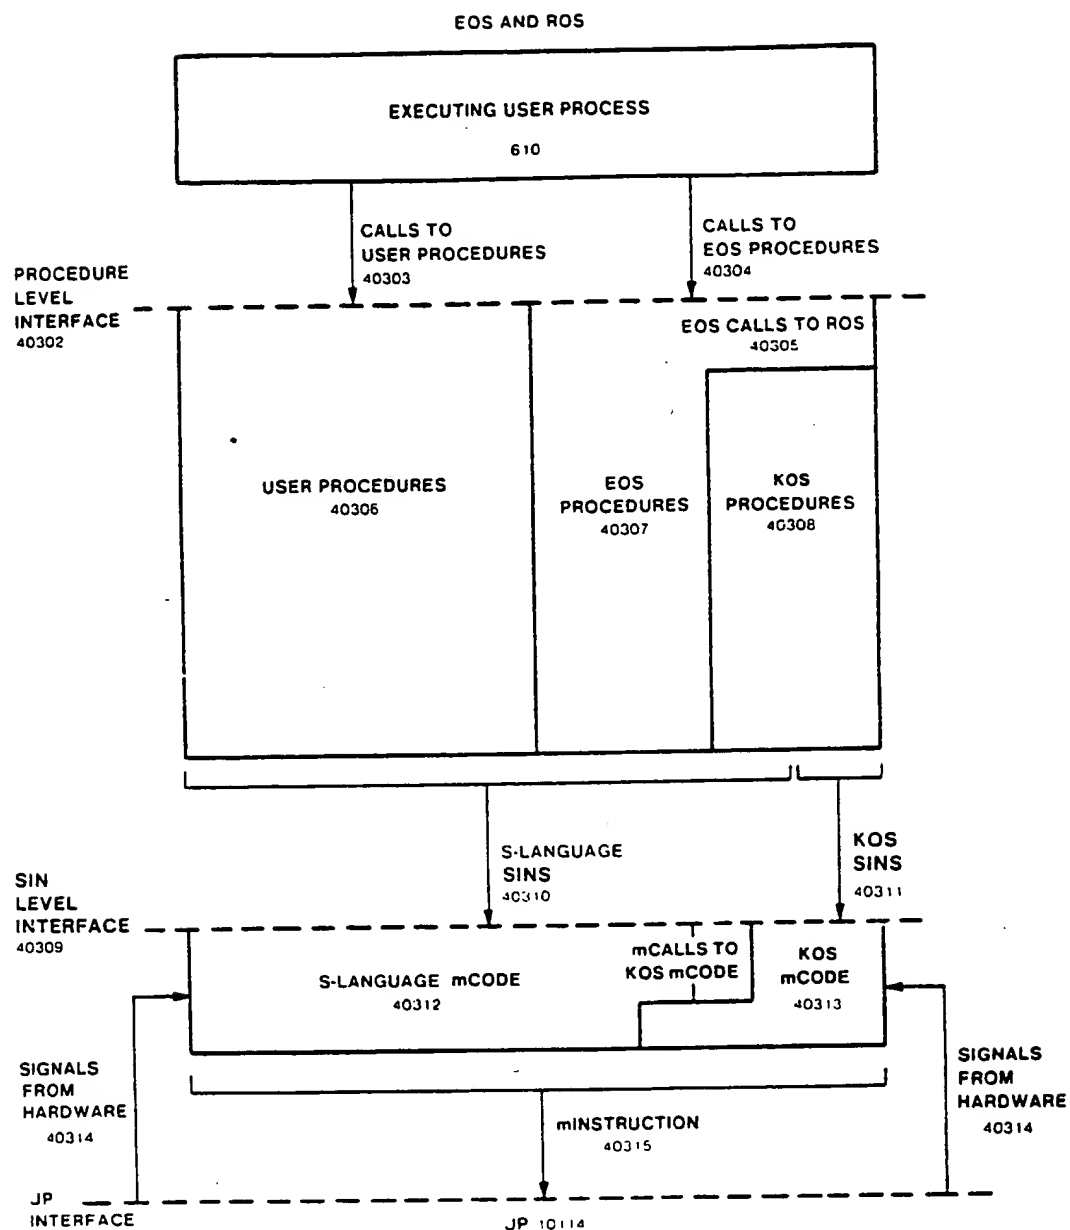 EOS AND ROS
EXECUTING USER PROCESS
610
CALLS TO
USER PROCEDURES
40303
CALLS TO
EOS PROCEDURES
40304
PROCEDURE
LEVEL
INTERFACE
40302
EOS CALLS TO ROS
40305
USER PROCEDURES
40306
EOS
PROCEDURES
40307
KOS
PROCEDURES
40308
S-LANGUAGE
SINS
40310
KOS
SINS
40311
SIN
LEVEL
INTERFACE
40309
S-LANGUAGE mCODE
40312
mCALLS TO
KOS mCODE
KOS
mCODE
40313
SIGNALS
FROM
HARDWARE
40314
SIGNALS
FROM
HARDWARE
40314
mINSTRUCTION
40315
JP
INTERFACE
JP 10114